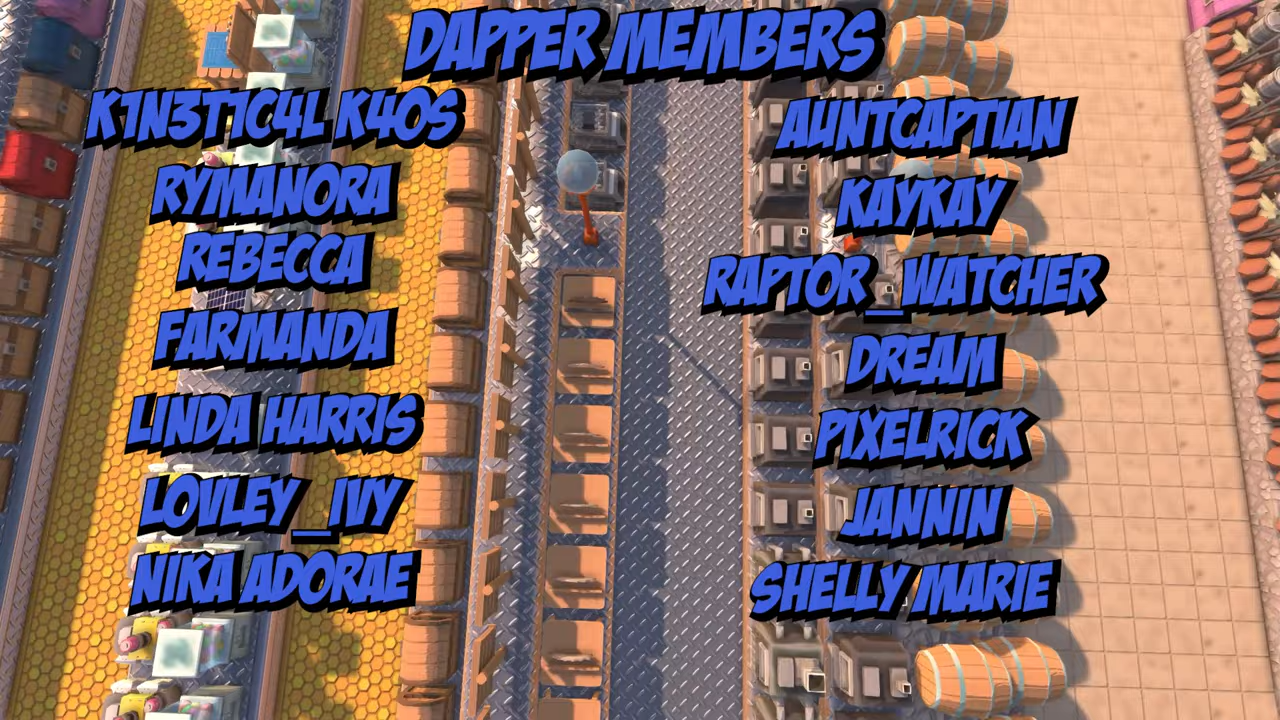 DAPPER MEMBERS
K1N3T1C4L K4OS
RYMANORA
REBECCA
FARMANDA
LINDA HARRIS
LOVLEY_IVY
NIKA ADORAE
AUNTCAPTIAN
KAYKAY
RAPTOR_WATCHER
DREAM
PIXELRICK
JANNIN
SHELLY MARIE